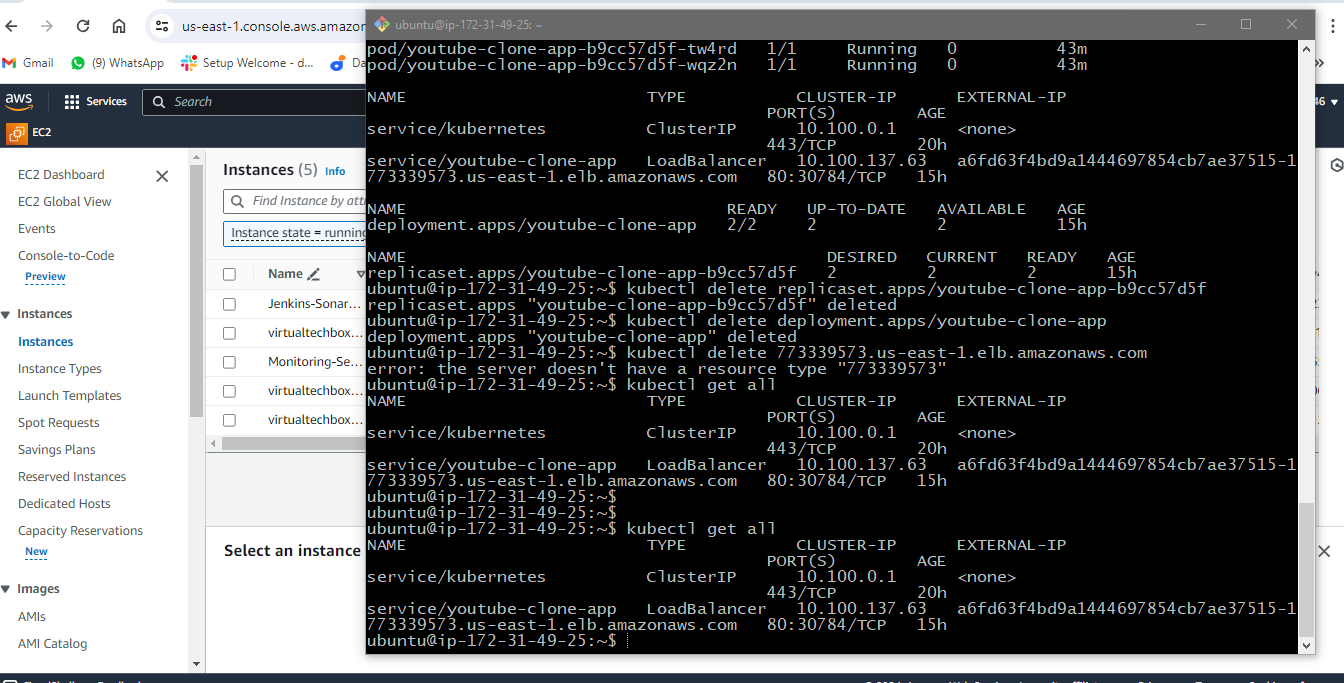 us-east-1.console.aws.amazor
Gmail
(9) WhatsApp
Setup Welcome - d...
aws
Services
Search
46
EC2
EC2 Dashboard
EC2 Global View
Events
Console-to-Code
Preview
Instances
Instances
Instance Types
Launch Templates
Spot Requests
Savings Plans
Reserved Instances
Dedicated Hosts
Capacity Reservations
New
Images
AMIs
AMI Catalog
Instances (5) Info
Find Instance by att
Instance state = running
Name
Jenkins-Sonar...
virtualtechbox...
Monitoring-Se...
virtualtechbox...
virtualtechbox...
Select an instance
ubuntu@ip-172-31-49-25: ~
pod/youtube-clone-app-b9cc57d5f-tw4rd 1/1 Running 0 43m
pod/youtube-clone-app-b9cc57d5f-wqz2n 1/1 Running 0 43m
NAME TYPE CLUSTER-IP EXTERNAL-IP
PORT(S) AGE
service/kubernetes ClusterIP 10.100.0.1 <none>
443/TCP 20h
service/youtube-clone-app LoadBalancer 10.100.137.63 a6fd63f4bd9a1444697854cb7ae37515-1
773339573.us-east-1.elb.amazonaws.com 80:30784/TCP 15h
NAME READY UP-TO-DATE AVAILABLE AGE
deployment.apps/youtube-clone-app 2/2 2 2 15h
NAME DESIRED CURRENT READY AGE
replicaset.apps/youtube-clone-app-b9cc57d5f 2 2 2 15h
ubuntu@ip-172-31-49-25:~$ kubectl delete replicaset.apps/youtube-clone-app-b9cc57d5f
replicaset.apps "youtube-clone-app-b9cc57d5f" deleted
ubuntu@ip-172-31-49-25:~$ kubectl delete deployment.apps/youtube-clone-app
deployment.apps "youtube-clone-app" deleted
ubuntu@ip-172-31-49-25:~$ kubectl delete 773339573.us-east-1.elb.amazonaws.com
error: the server doesn't have a resource type "773339573"
ubuntu@ip-172-31-49-25:~$ kubectl get all
NAME TYPE CLUSTER-IP EXTERNAL-IP
PORT(S) AGE
service/kubernetes ClusterIP 10.100.0.1 <none>
443/TCP 20h
service/youtube-clone-app LoadBalancer 10.100.137.63 a6fd63f4bd9a1444697854cb7ae37515-1
773339573.us-east-1.elb.amazonaws.com 80:30784/TCP 15h
ubuntu@ip-172-31-49-25:~$
ubuntu@ip-172-31-49-25:~$
ubuntu@ip-172-31-49-25:~$ kubectl get all
NAME TYPE CLUSTER-IP EXTERNAL-IP
PORT(S) AGE
service/kubernetes ClusterIP 10.100.0.1 <none>
443/TCP 20h
service/youtube-clone-app LoadBalancer 10.100.137.63 a6fd63f4bd9a1444697854cb7ae37515-1
773339573.us-east-1.elb.amazonaws.com 80:30784/TCP 15h
ubuntu@ip-172-31-49-25:~$